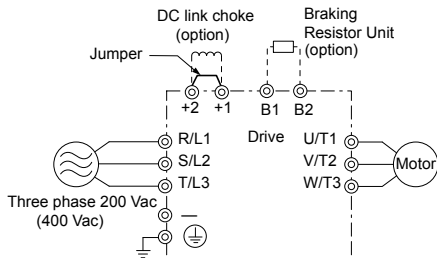 DC link choke
(option)
Braking
Resistor Unit
(option)
Jumper
+2 +1 B1 B2
Drive
R/L1
S/L2
T/L3
U/T1
V/T2
W/T3
Motor
Three phase 200 Vac
(400 Vac)
–